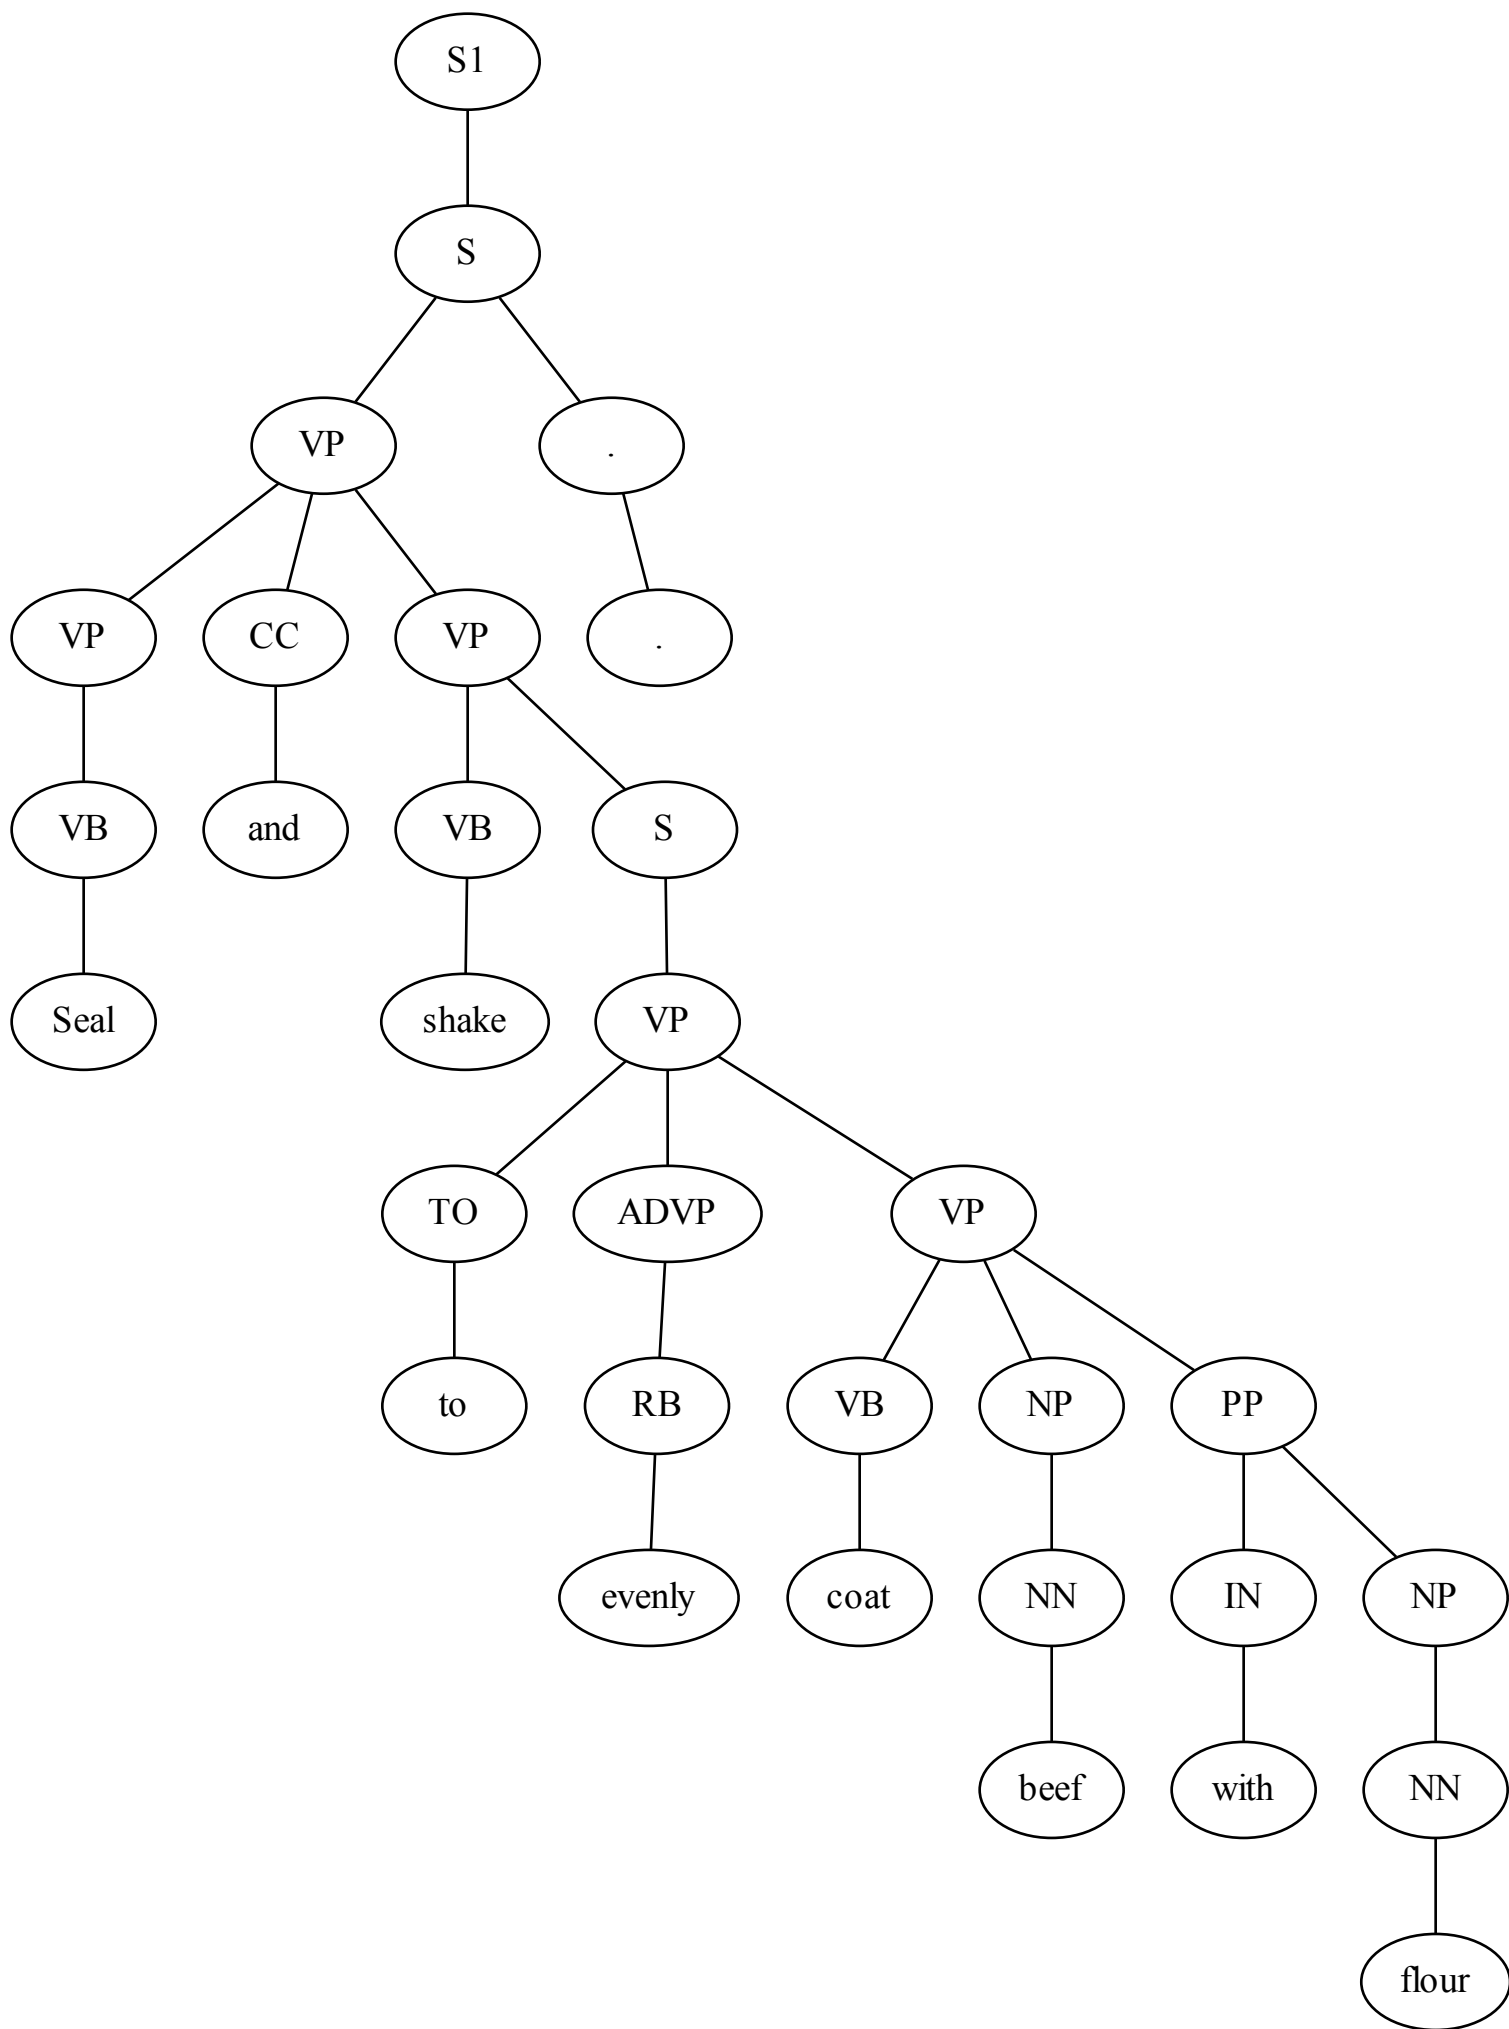 S1
S
VP .
VP CC VP .
VB and VB S
Seal shake VP
TO ADVP VP
to RB VB NP PP
evenly coat NN IN NP
beef with NN
flour